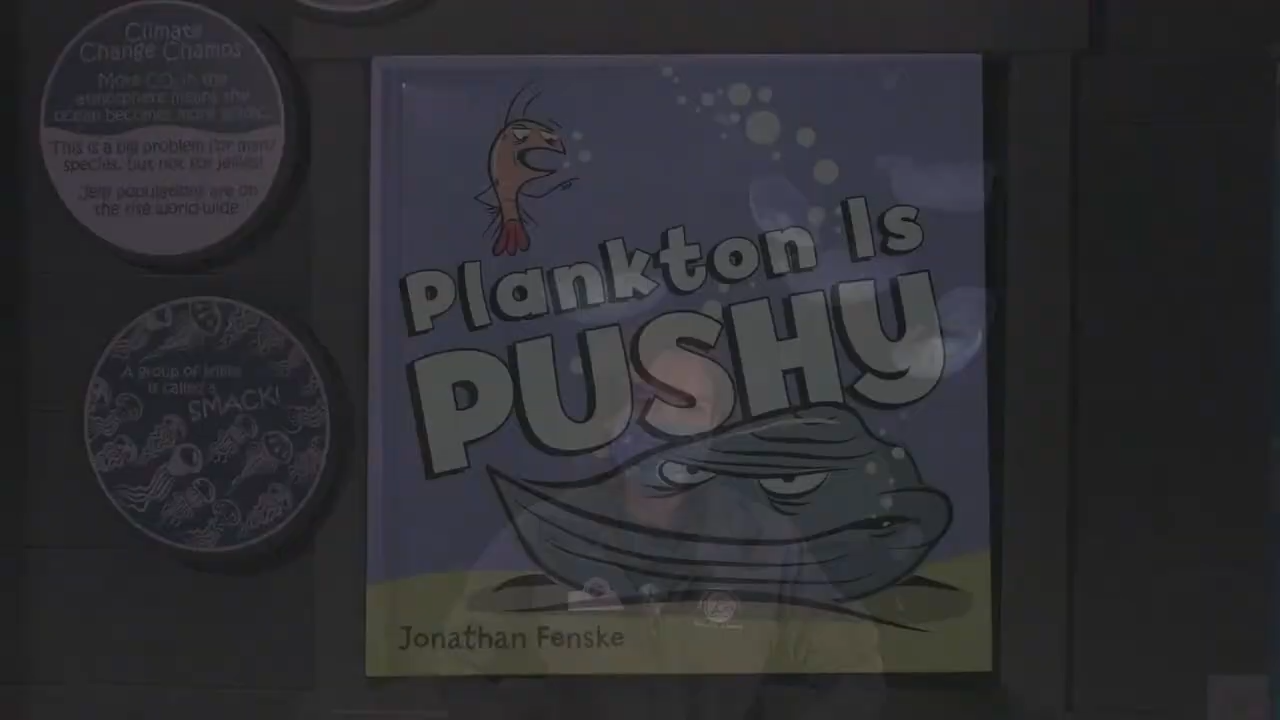 Climate
Change Champs
More CO₂ in the
atmosphere means the
ocean becomes more acidic...
This is a big problem for many
species, but not for jellies!
Jelly populations are on
the rise world-wide
A group of jellies
is called a
SMACK!
Plankton Is
PUSHY
Jonathan Fenske